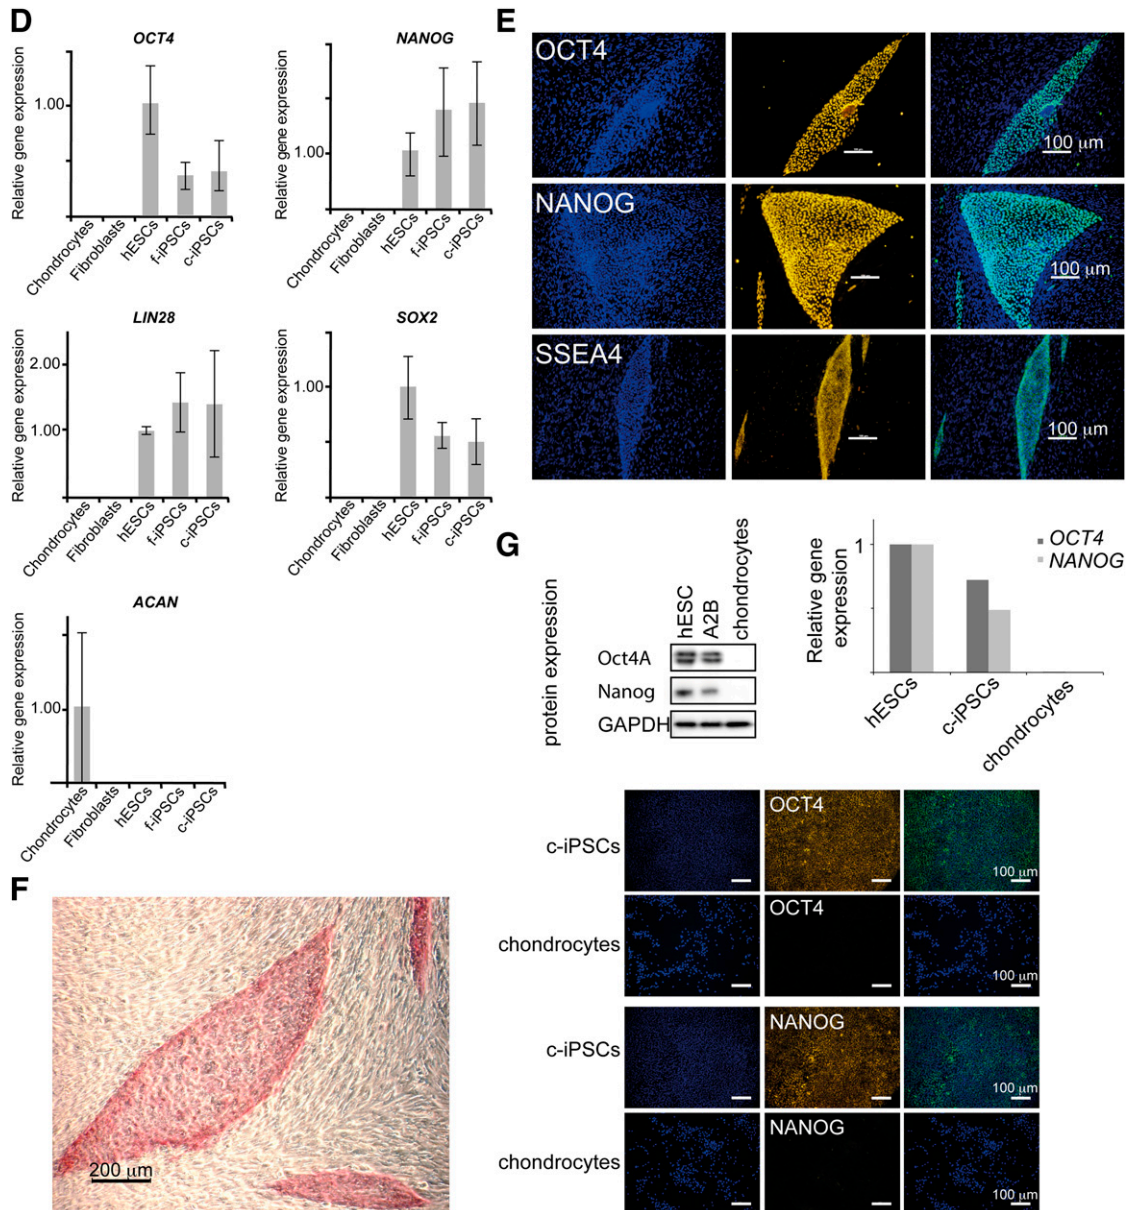 D
OCT4
Relative gene expression
1.00
Chondrocytes
Fibroblasts
hESCs
f-iPSCs
c-iPSCs
NANOG
Relative gene expression
1.00
Chondrocytes
Fibroblasts
hESCs
f-iPSCs
c-iPSCs
LIN28
Relative gene expression
2.00
1.00
Chondrocytes
Fibroblasts
hESCs
f-iPSCs
c-iPSCs
SOX2
Relative gene expression
1.00
Chondrocytes
Fibroblasts
hESCs
f-iPSCs
c-iPSCs
ACAN
Relative gene expression
1.00
Chondrocytes
Fibroblasts
hESCs
f-iPSCs
c-iPSCs
E
OCT4
100 µm
NANOG
100 µm
SSEA4
100 µm
F
200 µm
G
protein expression
hESC
A2B
chondrocytes
Oct4A
Nanog
GAPDH
Relative gene
expression
1
OCT4
NANOG
hESCs
c-iPSCs
chondrocytes
c-iPSCs
OCT4
100 µm
chondrocytes
OCT4
100 µm
c-iPSCs
NANOG
100 µm
chondrocytes
NANOG
100 µm